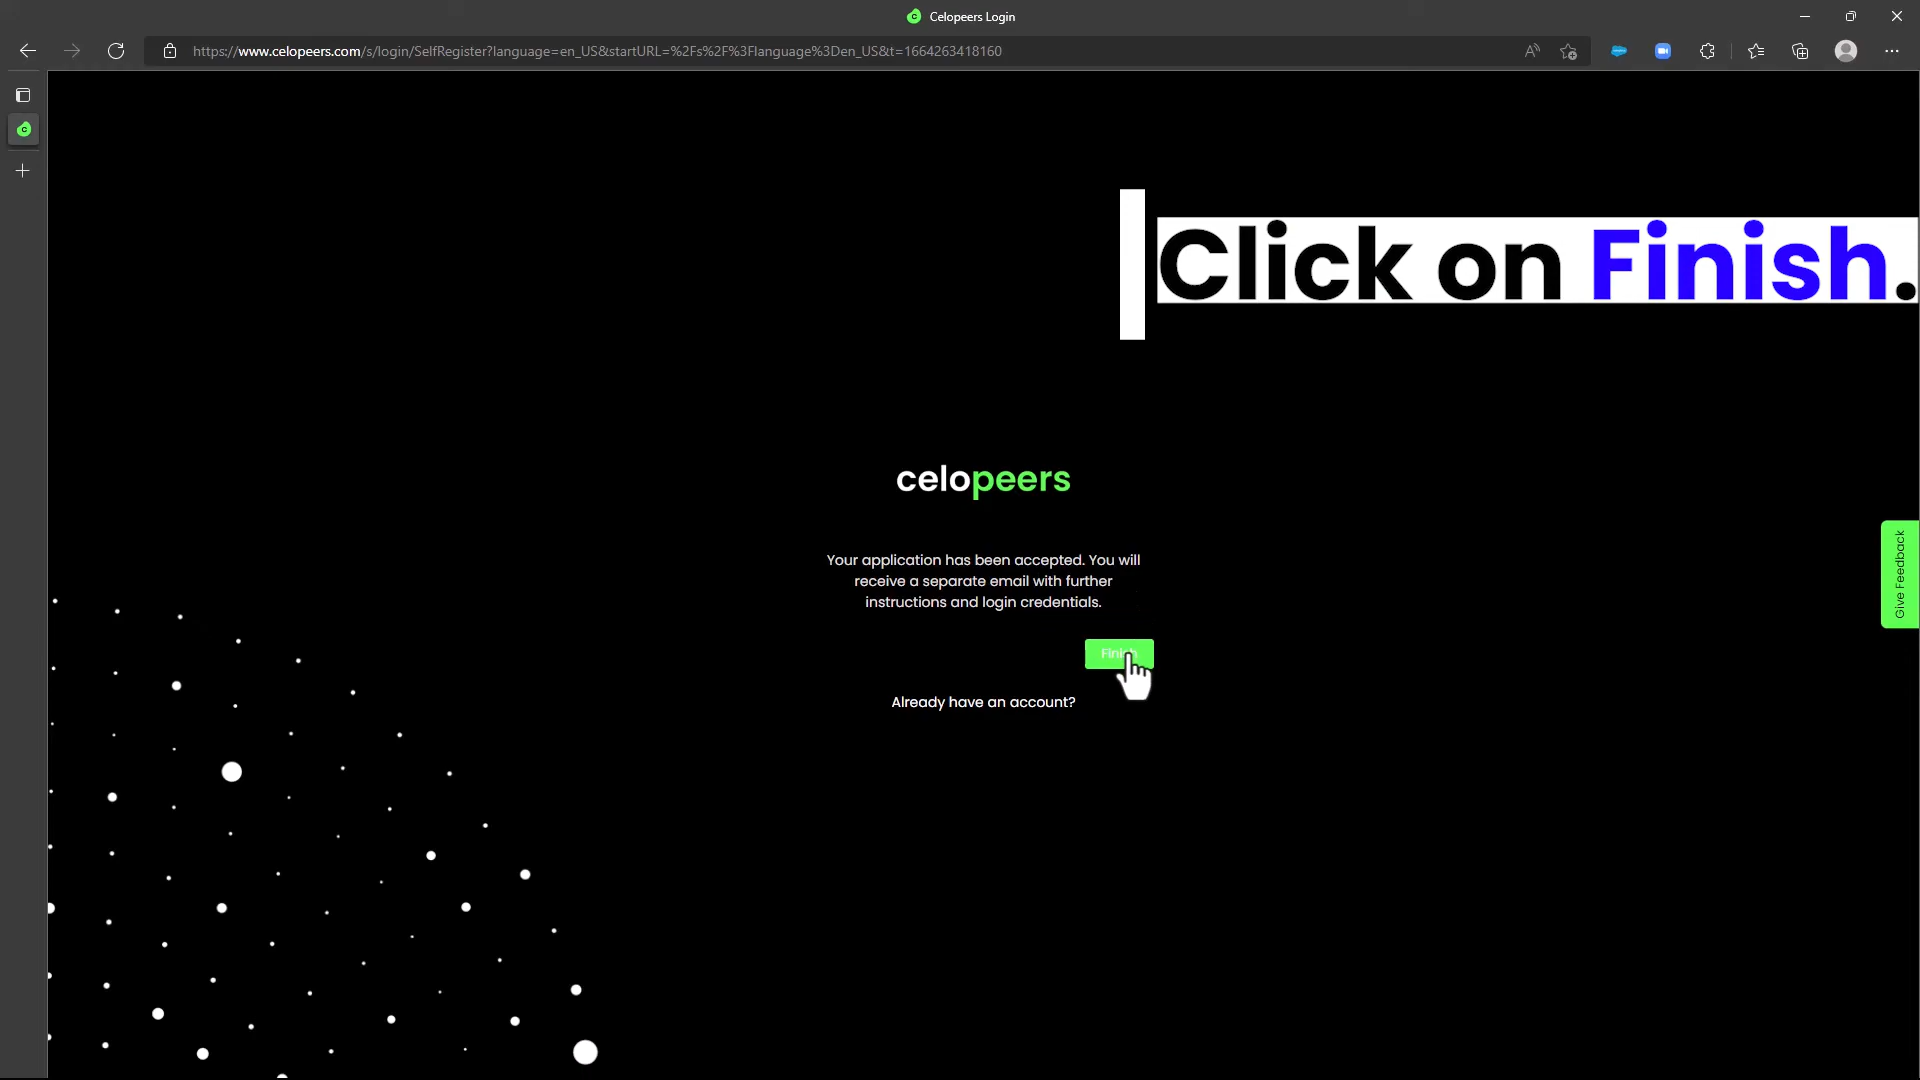 Celopeers Login
https://www.celopeers.com/s/login/SelfRegister?language=en_US&startURL=%2Fs%2F%3Flanguage%3Den_US&t=1664263418160
Click on Finish.
celopeers
Your application has been accepted. You will
receive a separate email with further
instructions and login credentials.
Finish
Already have an account?
Give Feedback